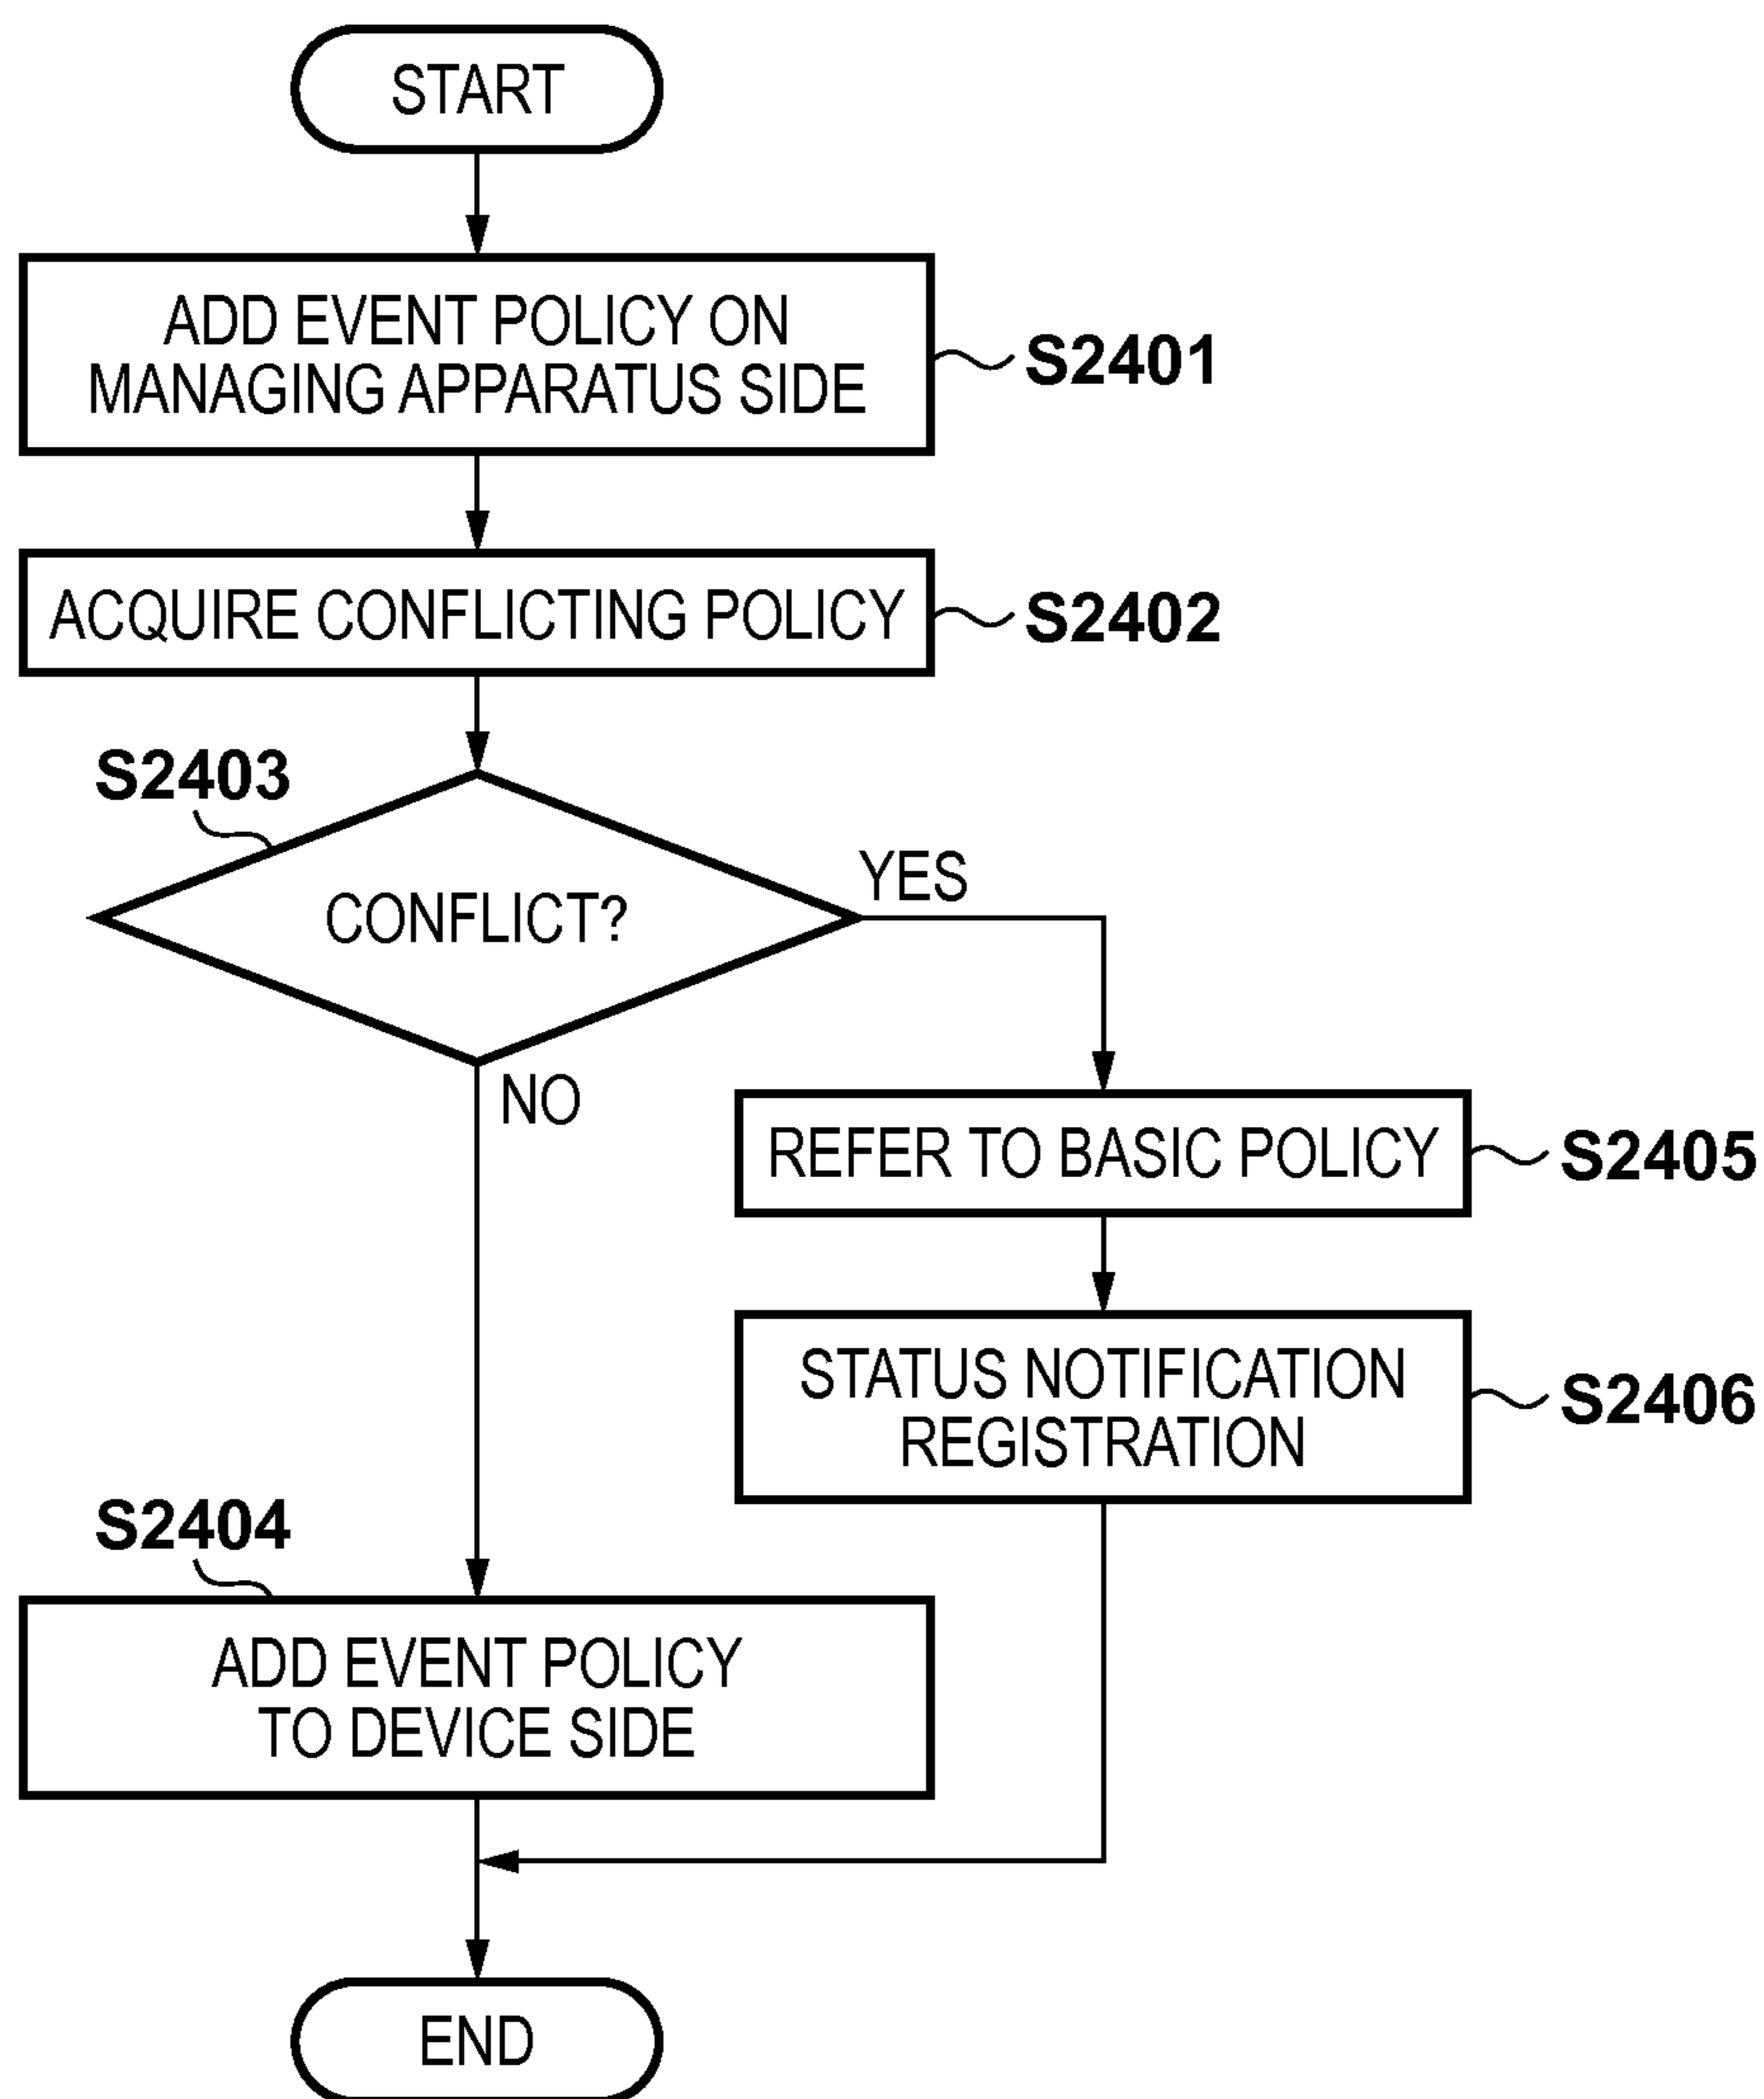 START
ADD EVENT POLICY ON
MANAGING APPARATUS SIDE
S2401
ACQUIRE CONFLICTING POLICY
S2402
S2403
CONFLICT?
YES
NO
REFER TO BASIC POLICY
S2405
STATUS NOTIFICATION
REGISTRATION
S2406
S2404
ADD EVENT POLICY
TO DEVICE SIDE
END